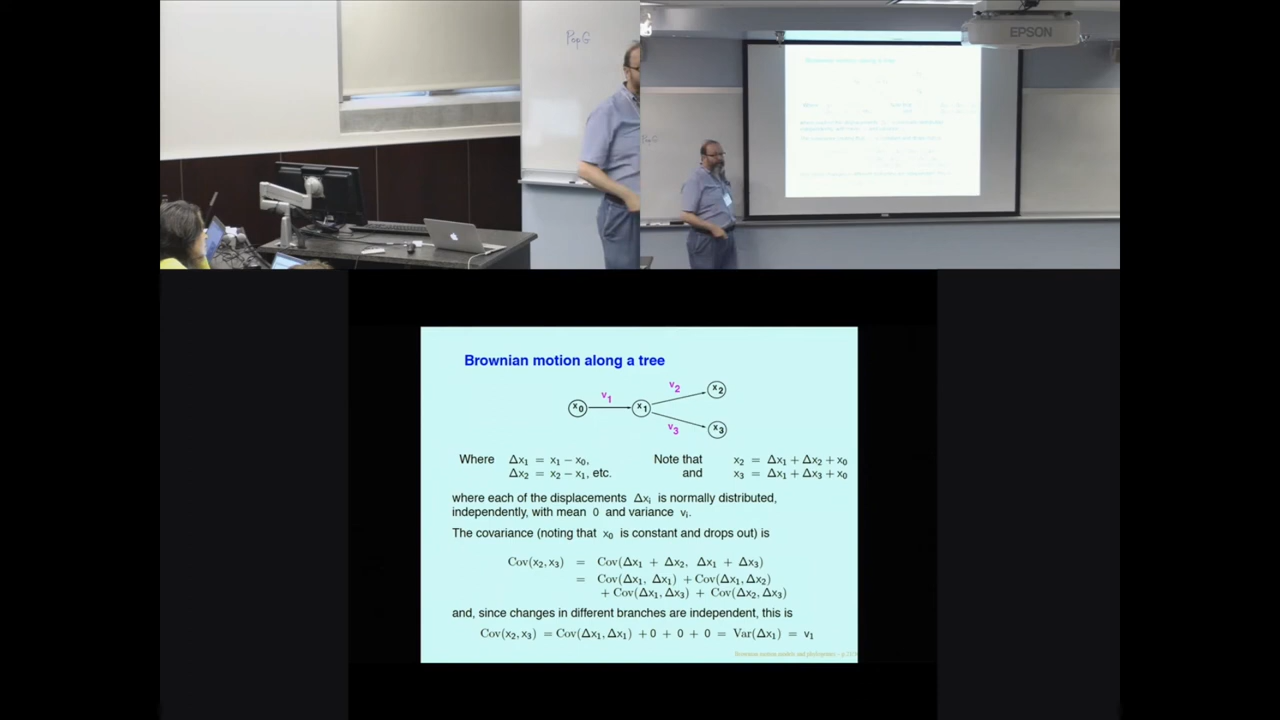 PopG
EPSON
Brownian motion along a tree
v1
v2
v3
x0
x1
x2
x3
Where Δx1 = x1 − x0,
Δx2 = x2 − x1, etc.
Note that x2 = Δx1 + Δx2 + x0
and x3 = Δx1 + Δx3 + x0
where each of the displacements Δxi is normally distributed,
independently, with mean 0 and variance vi.
The covariance (noting that x0 is constant and drops out) is
Cov(x2, x3) = Cov(Δx1 + Δx2, Δx1 + Δx3)
= Cov(Δx1, Δx1) + Cov(Δx1, Δx2)
+ Cov(Δx1, Δx3) + Cov(Δx2, Δx3)
and, since changes in different branches are independent, this is
Cov(x2, x3) = Cov(Δx1, Δx1) + 0 + 0 + 0 = Var(Δx1) = v1